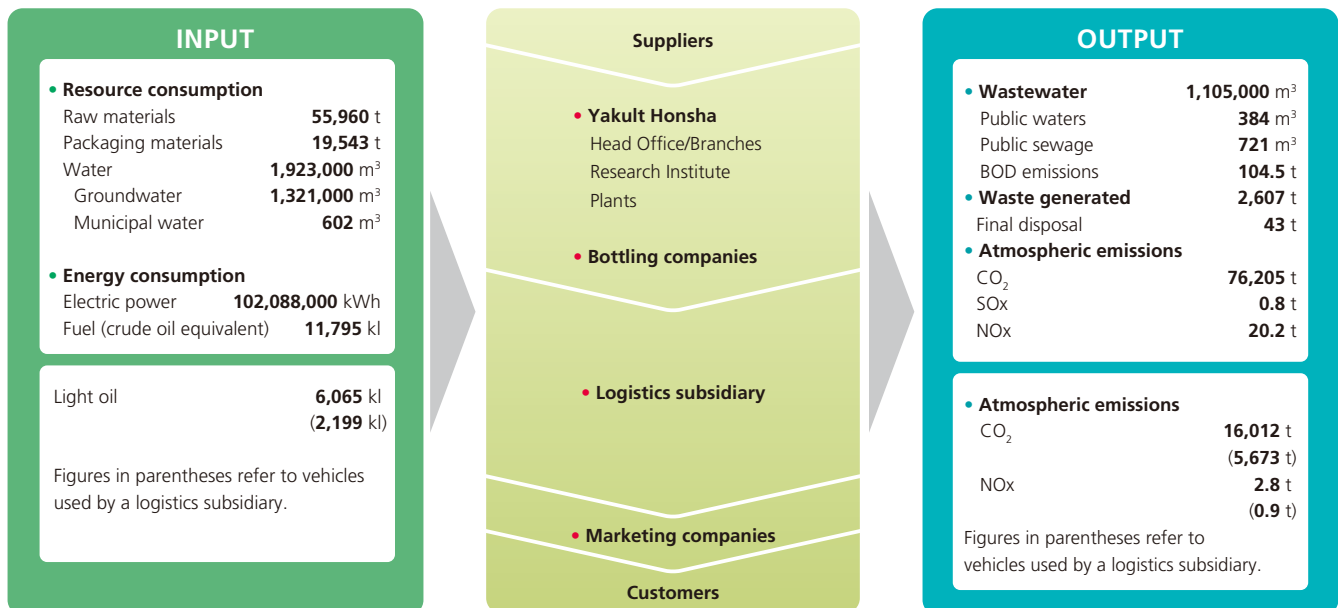 INPUT
• Resource consumption
Raw materials 55,960 t
Packaging materials 19,543 t
Water 1,923,000 m³
Groundwater 1,321,000 m³
Municipal water 602 m³
• Energy consumption
Electric power 102,088,000 kWh
Fuel (crude oil equivalent) 11,795 kl
Light oil 6,065 kl
(2,199 kl)
Figures in parentheses refer to vehicles
used by a logistics subsidiary.
Suppliers
• Yakult Honsha
Head Office/Branches
Research Institute
Plants
• Bottling companies
• Logistics subsidiary
• Marketing companies
Customers
OUTPUT
• Wastewater 1,105,000 m³
Public waters 384 m³
Public sewage 721 m³
BOD emissions 104.5 t
• Waste generated 2,607 t
Final disposal 43 t
• Atmospheric emissions
CO₂ 76,205 t
SOx 0.8 t
NOx 20.2 t
• Atmospheric emissions
CO₂ 16,012 t
(5,673 t)
NOx 2.8 t
(0.9 t)
Figures in parentheses refer to
vehicles used by a logistics subsidiary.